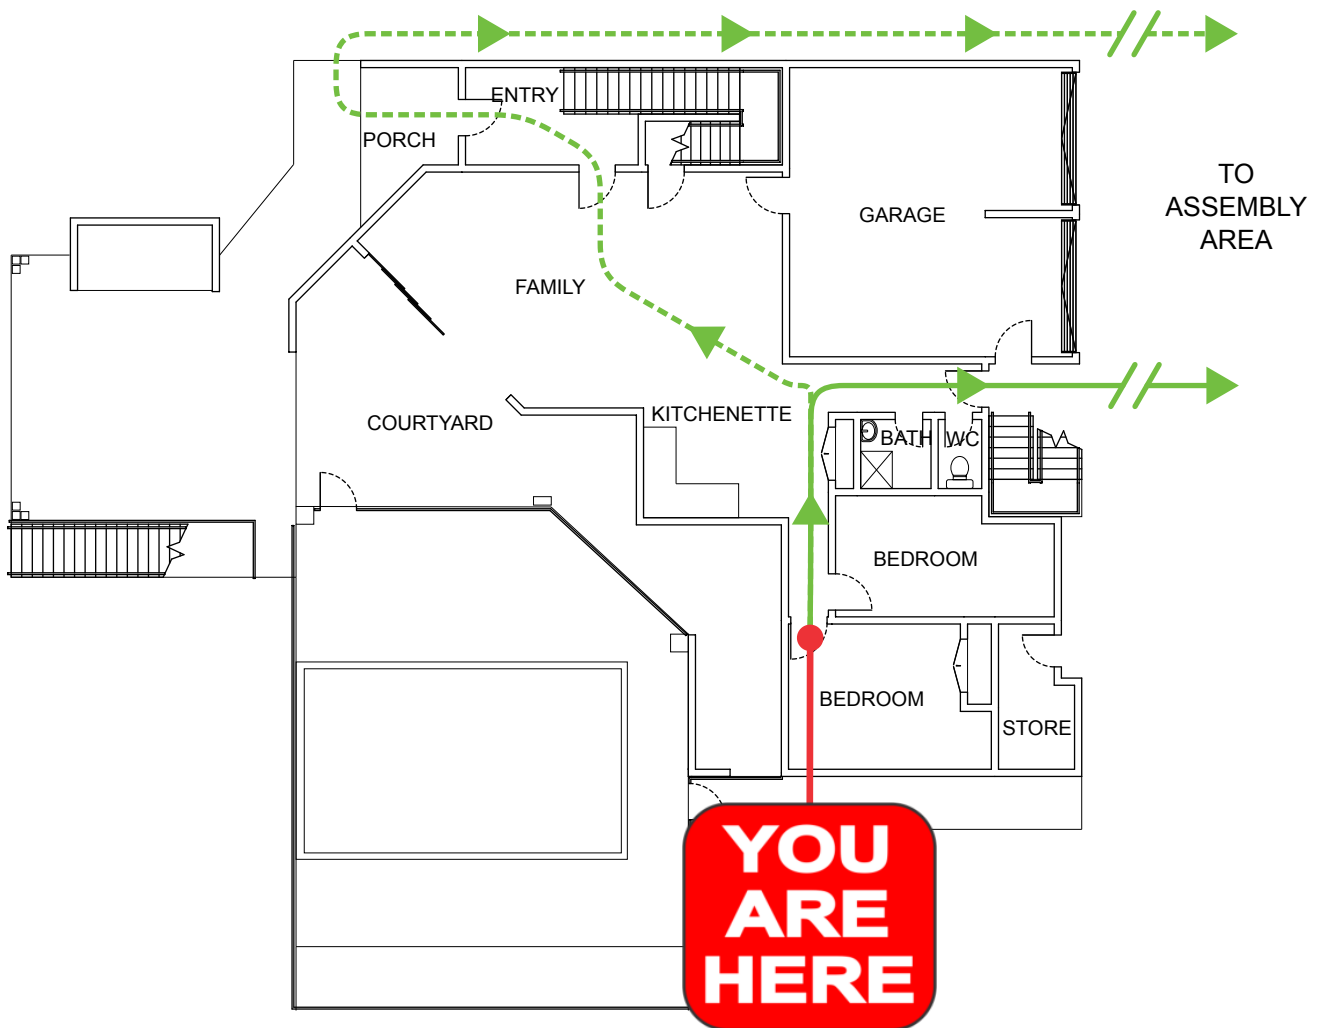 ENTRY
PORCH
TO
ASSEMBLY
AREA
GARAGE
FAMILY
COURTYARD
KITCHENETTE
BATH
WC
BEDROOM
BEDROOM
STORE
YOU
ARE
HERE